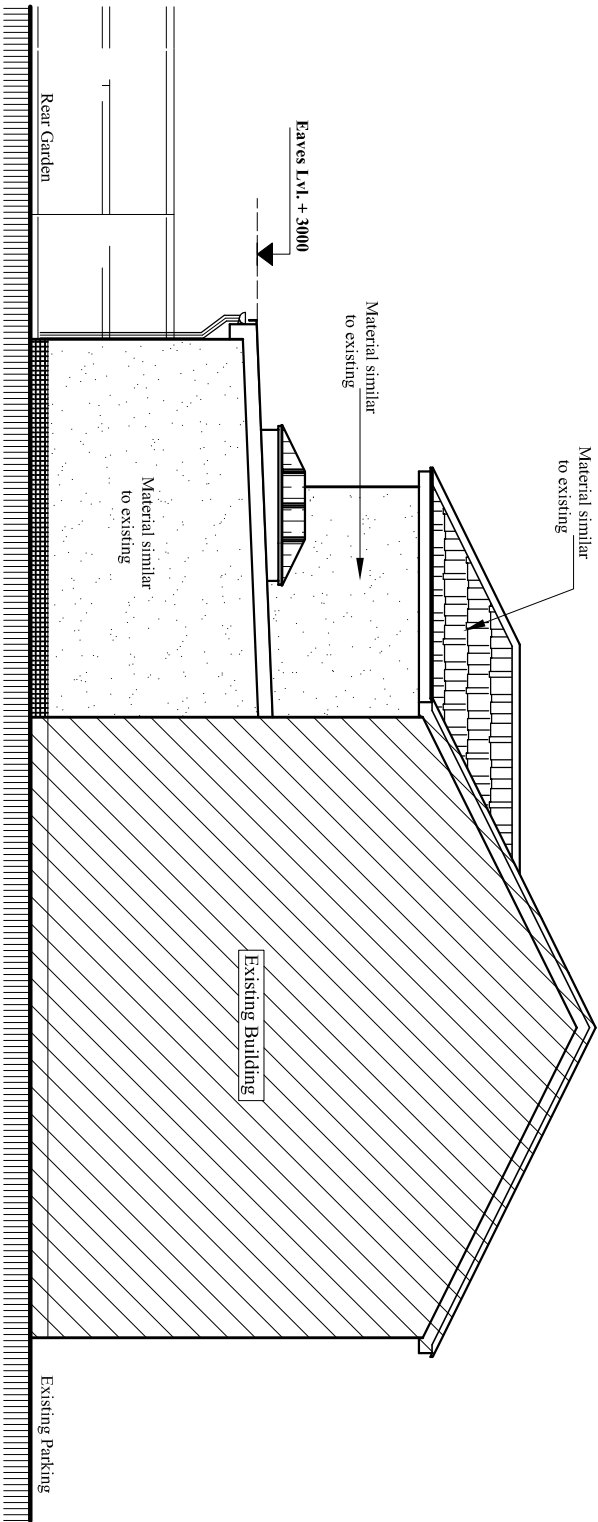 Material similar
to existing
Material similar
to existing
Eaves Lvl. + 3000
Material similar
to existing
Existing Building
Rear Garden
Existing Parking